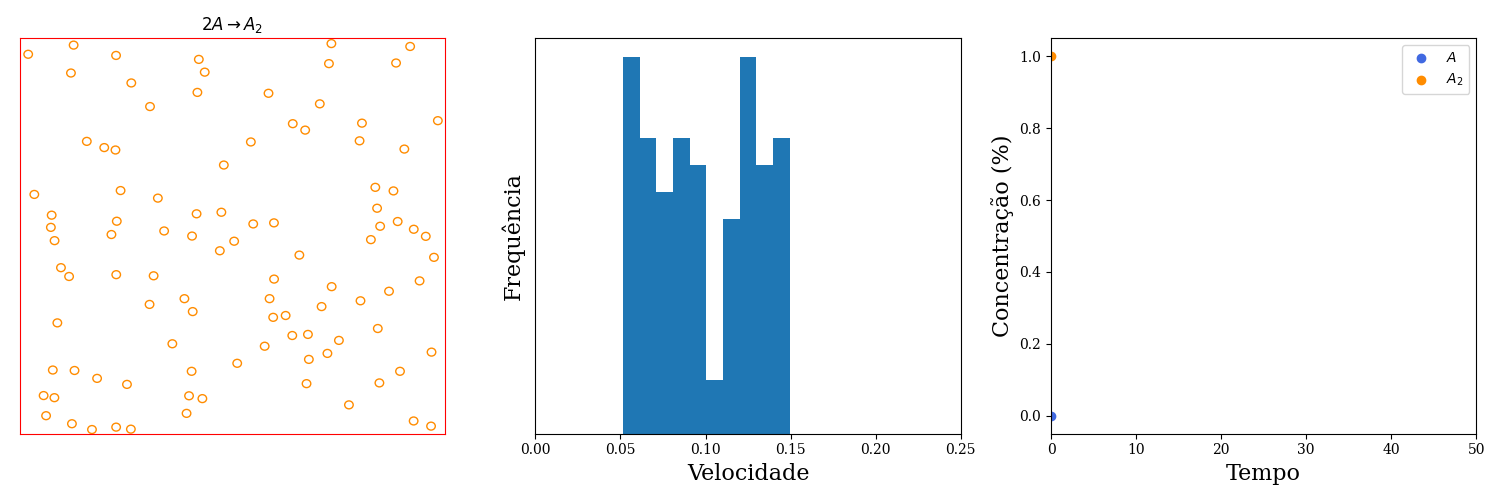 2A → A₂
Frequência
0.00 0.05 0.10 0.15 0.20 0.25
Velocidade
Concentração (%)
1.0
0.8
0.6
0.4
0.2
0.0
A
A₂
0 10 20 30 40 50
Tempo